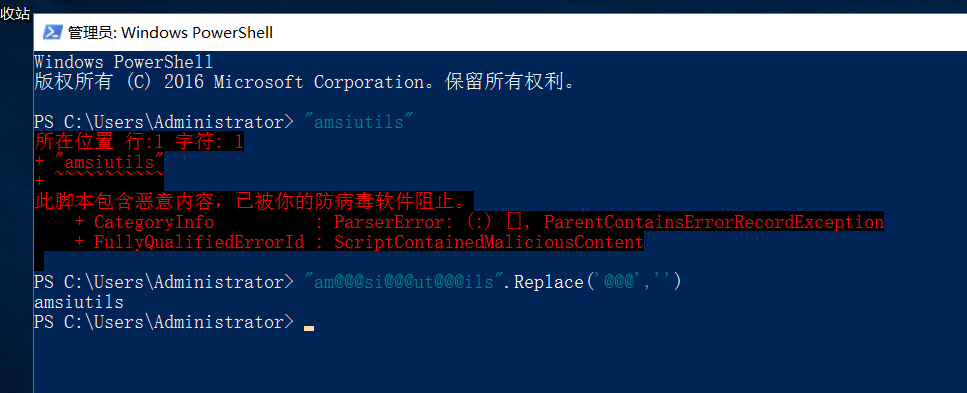 收站
管理员: Windows PowerShell
Windows PowerShell
版权所有 (C) 2016 Microsoft Corporation。保留所有权利。
PS C:\Users\Administrator> "amsiutils"
所在位置 行:1 字符: 1
+ "amsiutils"
+ ~~~~~~~~~~~
此脚本包含恶意内容，已被你的防病毒软件阻止。
+ CategoryInfo : ParserError: (:) [], ParentContainsErrorRecordException
+ FullyQualifiedErrorId : ScriptContainedMaliciousContent
PS C:\Users\Administrator> "am@@@si@@@ut@@@ils".Replace('@@@','')
amsiutils
PS C:\Users\Administrator>